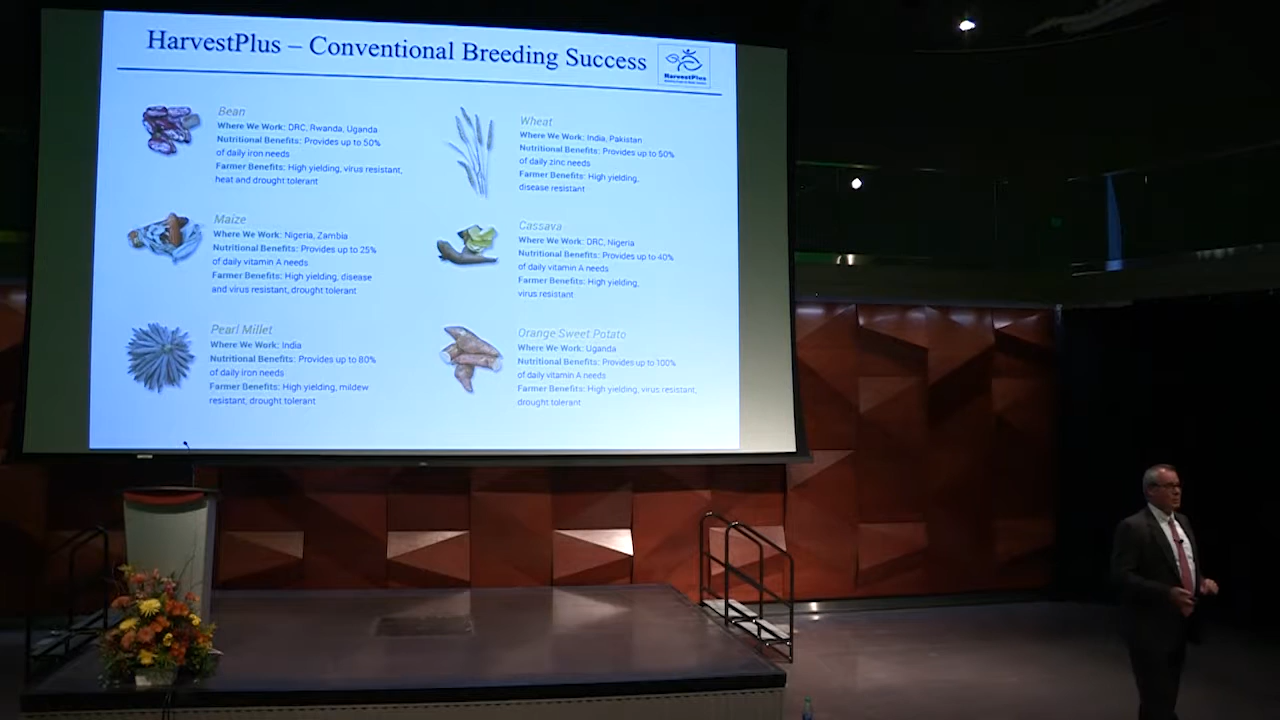 HarvestPlus – Conventional Breeding Success
HarvestPlus
Bean
Where We Work: DRC, Rwanda, Uganda
Nutritional Benefits: Provides up to 50%
of daily iron needs
Farmer Benefits: High yielding, virus resistant,
heat and drought tolerant
Maize
Where We Work: Nigeria, Zambia
Nutritional Benefits: Provides up to 25%
of daily vitamin A needs
Farmer Benefits: High yielding, disease
and virus resistant, drought tolerant
Pearl Millet
Where We Work: India
Nutritional Benefits: Provides up to 80%
of daily iron needs
Farmer Benefits: High yielding, mildew
resistant, drought tolerant
Wheat
Where We Work: India, Pakistan
Nutritional Benefits: Provides up to 50%
of daily zinc needs
Farmer Benefits: High yielding,
disease resistant
Cassava
Where We Work: DRC, Nigeria
Nutritional Benefits: Provides up to 40%
of daily vitamin A needs
Farmer Benefits: High yielding,
virus resistant
Orange Sweet Potato
Where We Work: Uganda
Nutritional Benefits: Provides up to 100%
of daily vitamin A needs
Farmer Benefits: High yielding, virus resistant,
drought tolerant